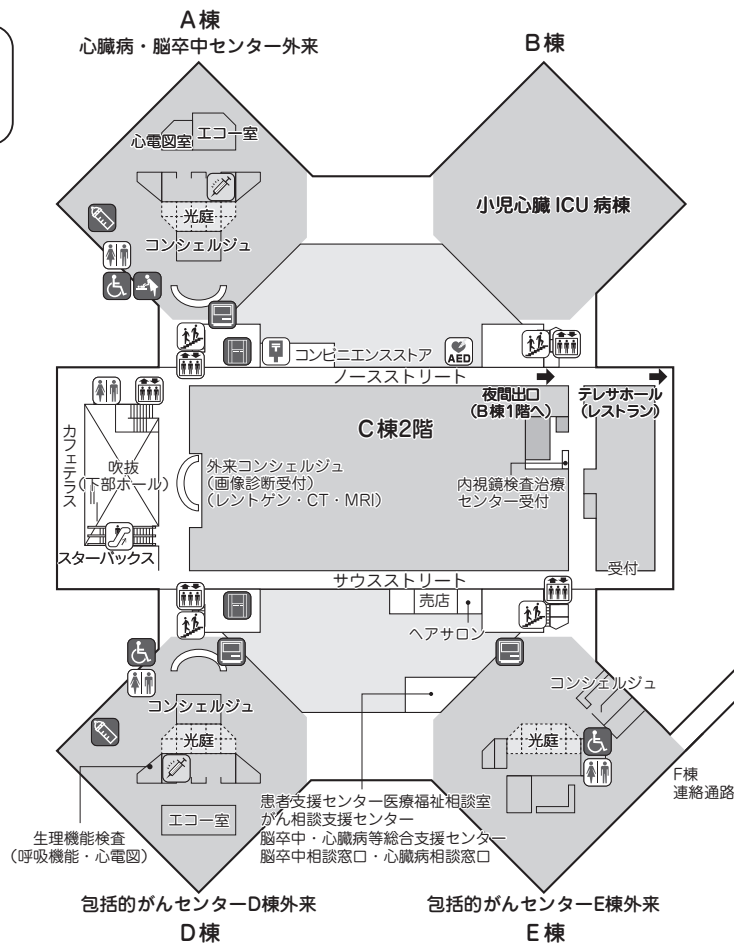 A棟
心臓病・脳卒中センター外来
B棟
心電図室
エコー室
光庭
コンシェルジュ
小児心臓 ICU 病棟
コンビニエンスストア
AED
ノースストリート
夜間出口
(B棟1階へ)
テレサホール
(レストラン)
C棟2階
カフェテラス
吹抜
(下部ホール)
外来コンシェルジュ
(画像診断受付)
(レントゲン・CT・MRI)
内視鏡検査治療
センター受付
スターバックス
受付
サウスストリート
売店
ヘアサロン
コンシェルジュ
光庭
エコー室
コンシェルジュ
光庭
F棟
連絡通路
生理機能検査
(呼吸機能・心電図)
患者支援センター医療福祉相談室
がん相談支援センター
脳卒中・心臓病等総合支援センター
脳卒中相談窓口・心臓病相談窓口
包括的がんセンターD棟外来
D棟
包括的がんセンターE棟外来
E棟